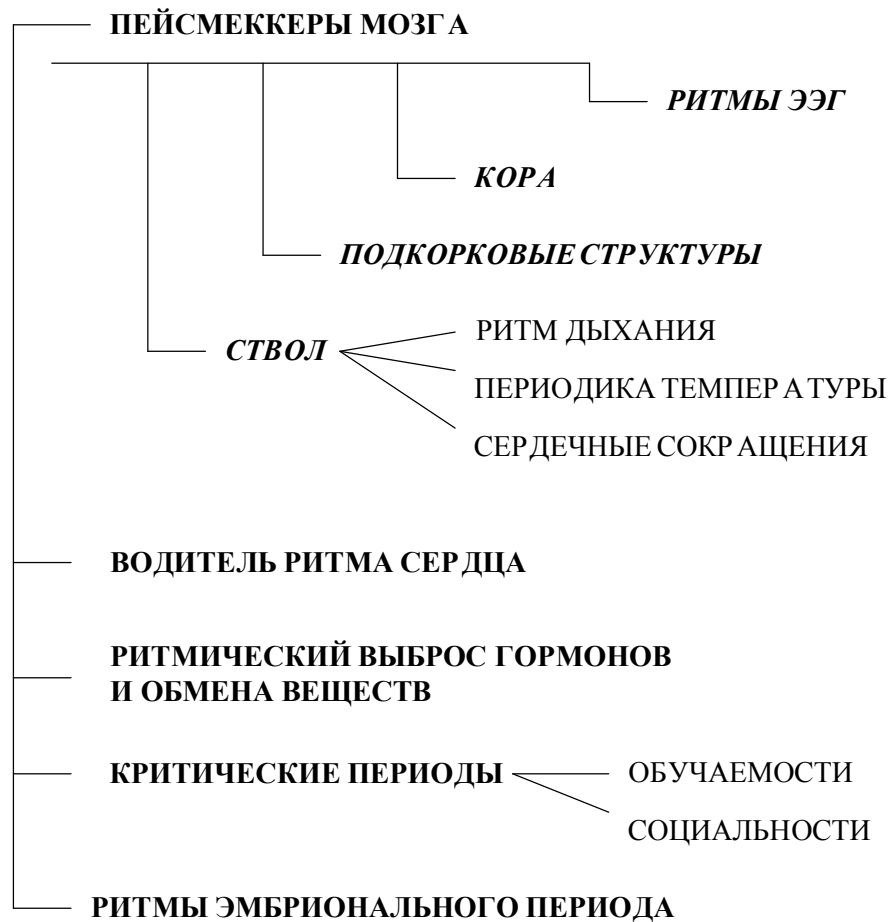 ПЕЙСМЕККЕРЫ МОЗГА
РИТМЫ ЭЭГ
КОРА
ПОДКОРКОВЫЕ СТРУКТУРЫ
СТВОЛ
РИТМ ДЫХАНИЯ
ПЕРИОДИКА ТЕМПЕРАТУРЫ
СЕРДЕЧНЫЕ СОКРАЩЕНИЯ
ВОДИТЕЛЬ РИТМА СЕРДЦА
РИТМИЧЕСКИЙ ВЫБРОС ГОРМОНОВ
И ОБМЕНА ВЕЩЕСТВ
КРИТИЧЕСКИЕ ПЕРИОДЫ
ОБУЧАЕМОСТИ
СОЦИАЛЬНОСТИ
РИТМЫ ЭМБРИОНАЛЬНОГО ПЕРИОДА